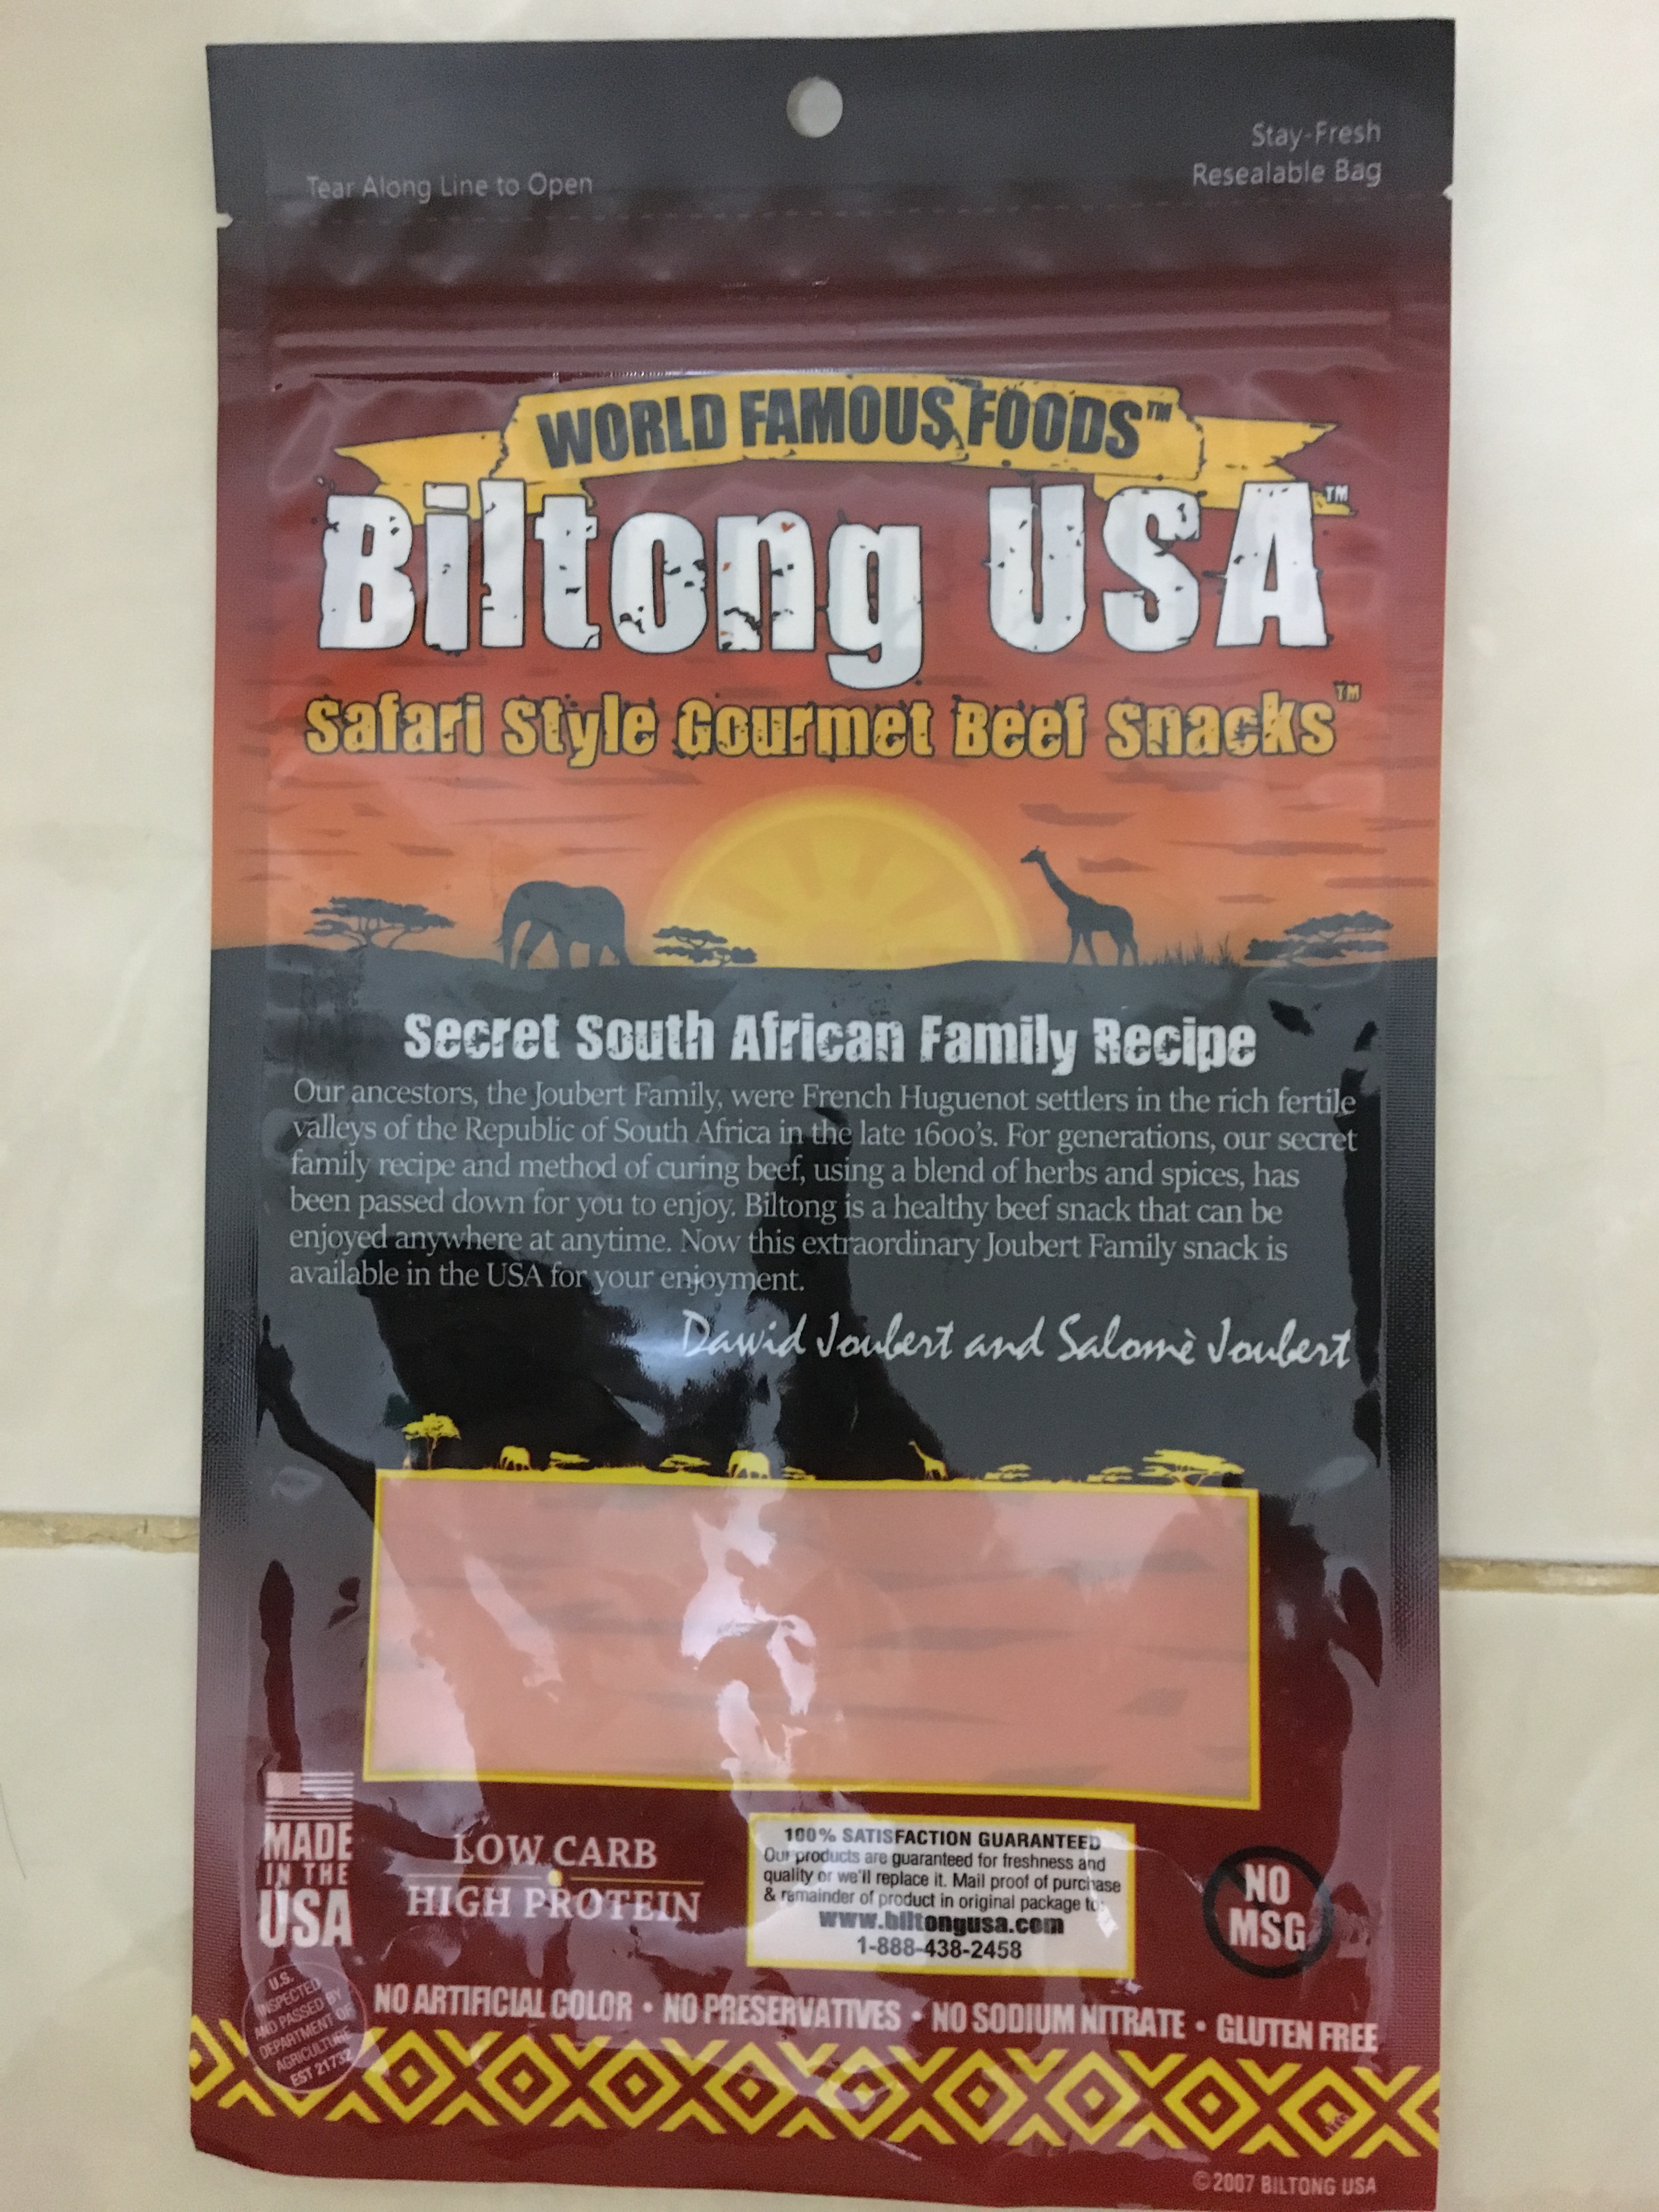 Stay-Fresh
Tear Along Line to Open
Resealable Bag
WORLD FAMOUS FOODS™
Biltong USA™
Safari Style Gourmet Beef Snacks™
Secret South African Family Recipe
Our ancestors, the Joubert Family, were French Huguenot settlers in the rich fertile
valleys of the Republic of South Africa in the late 1600's. For generations, our secret
family recipe and method of curing beef, using a blend of herbs and spices, has
been passed down for you to enjoy. Biltong is a healthy beef snack that can be
enjoyed anywhere at anytime. Now this extraordinary Joubert Family snack is
available in the USA for your enjoyment.
Dawid Joubert and Salomè Joubert
MADE
IN THE
USA
LOW CARB
HIGH PROTEIN
100% SATISFACTION GUARANTEED
Our products are guaranteed for freshness and
quality or we'll replace it. Mail proof of purchase
& remainder of product in original package to:
www.biltongusa.com
1-888-438-2458
NO
MSG
U.S.
INSPECTED
AND PASSED BY
DEPARTMENT OF
AGRICULTURE
EST 21732
NO ARTIFICIAL COLOR • NO PRESERVATIVES • NO SODIUM NITRATE • GLUTEN FREE
©2007 BILTONG USA